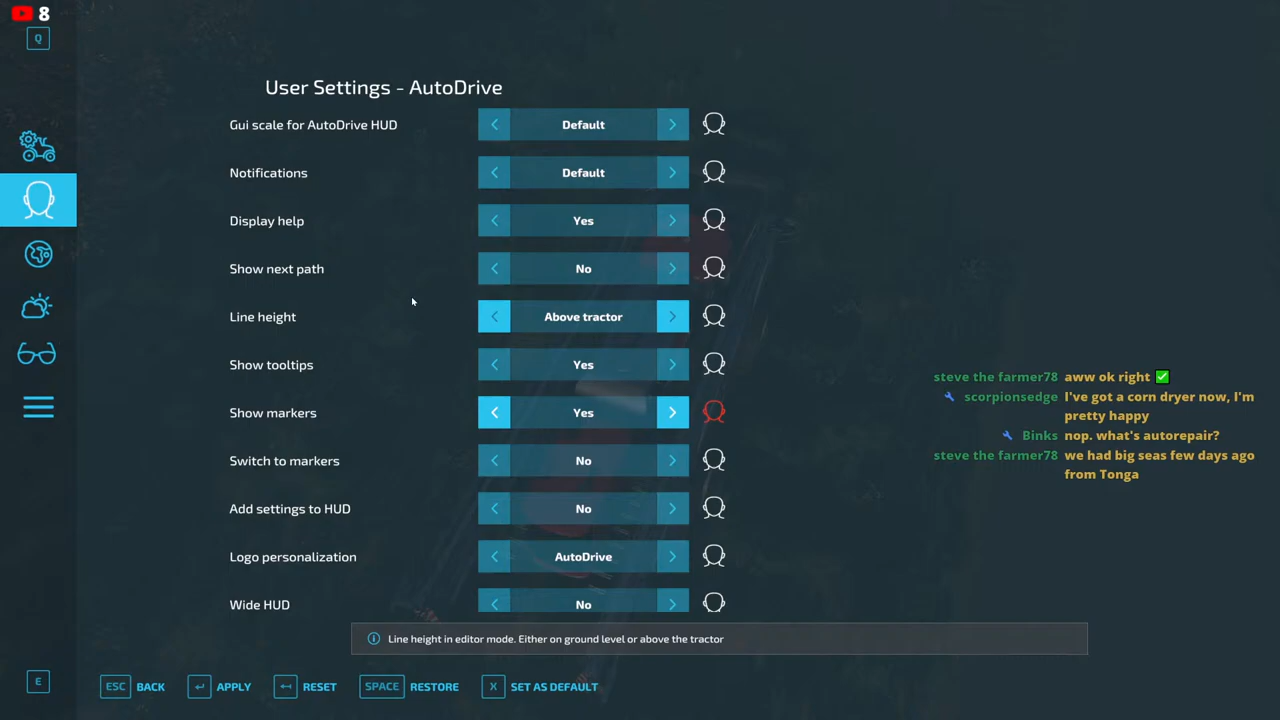 8
Q
User Settings - AutoDrive
Gui scale for AutoDrive HUD Default
Notifications Default
Display help Yes
Show next path No
Line height Above tractor
Show tooltips Yes
Show markers Yes
Switch to markers No
Add settings to HUD No
Logo personalization AutoDrive
Wide HUD No
Line height in editor mode. Either on ground level or above the tractor
steve the farmer78 aww ok right ✅
scorpionsedge I've got a corn dryer now, I'm
pretty happy
Binks nop. what's autorepair?
steve the farmer78 we had big seas few days ago
from Tonga
E
ESC BACK APPLY RESET SPACE RESTORE X SET AS DEFAULT